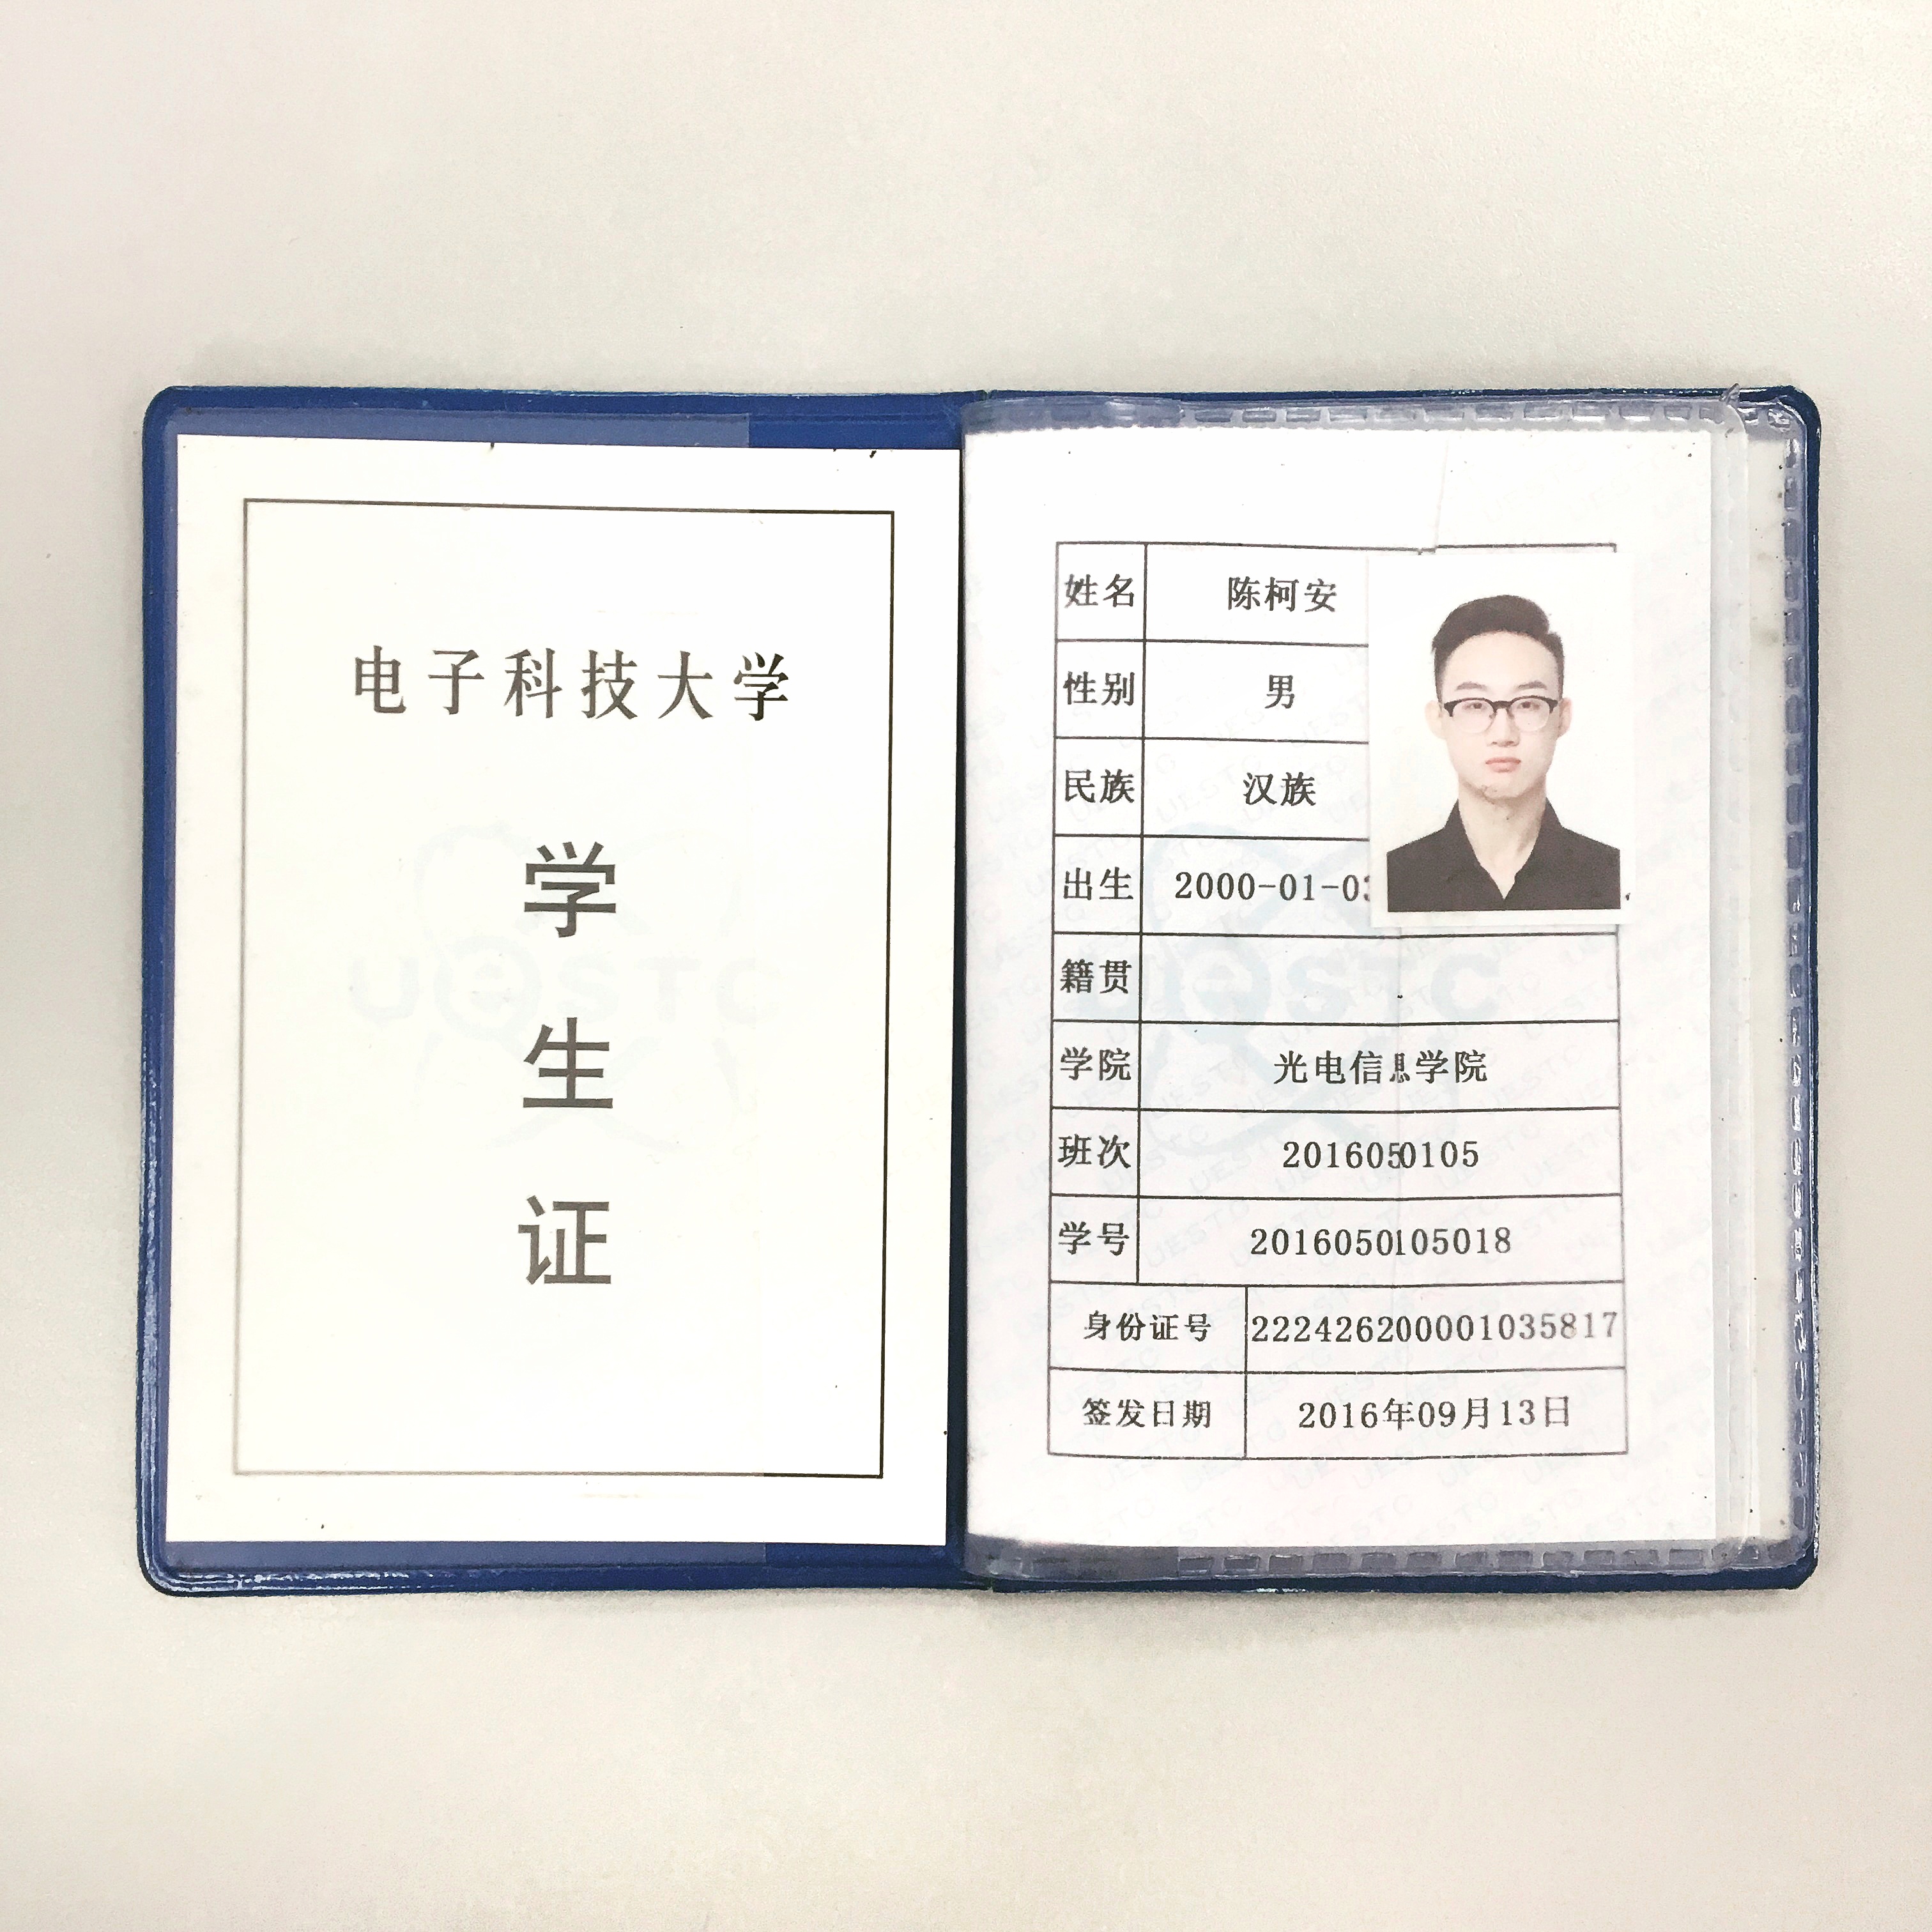 电子科技大学
学
生
证
UeSTC
姓名 陈柯安
性别 男
民族 汉族
出生 2000-01-03
籍贯
UeSTC
学院 光电信息学院
班次 2016050105
学号 2016050105018
身份证号 222426200001035817
签发日期 2016年09月13日